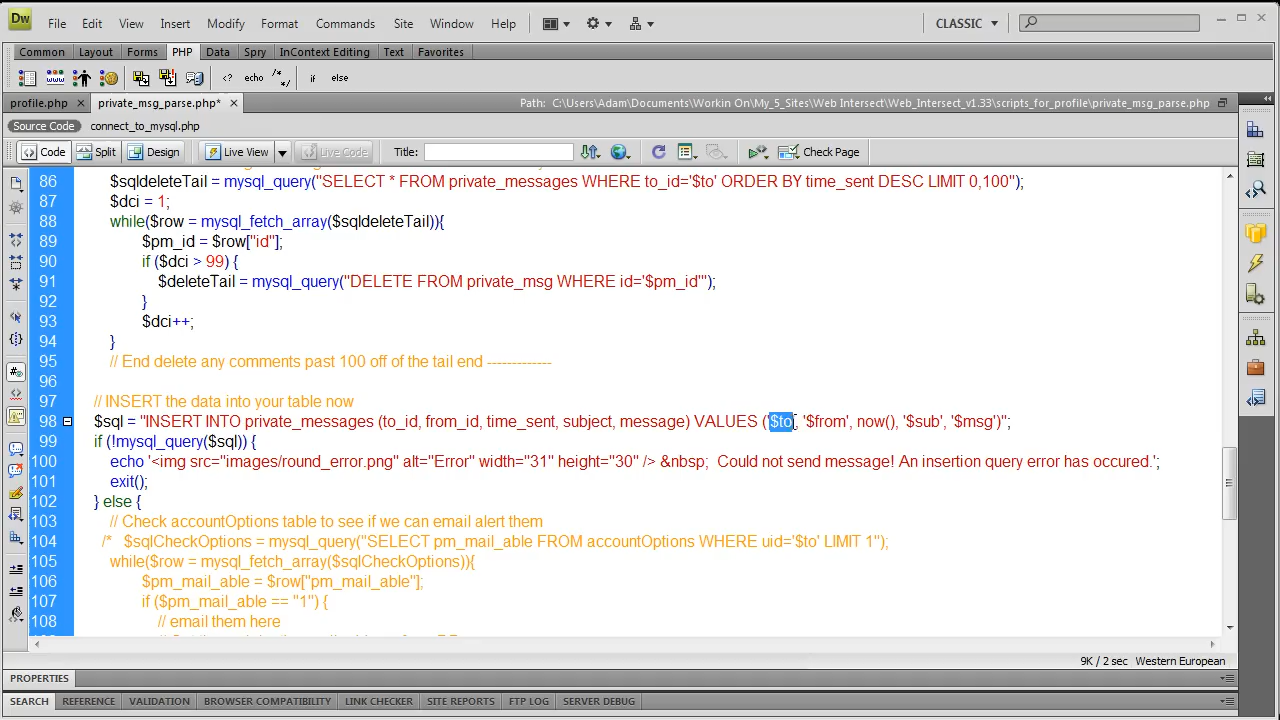 Dw File Edit View Insert Modify Format Commands Site Window Help CLASSIC
Common Layout Forms PHP Data Spry InContext Editing Text Favorites
<? echo /*../ if else
profile.php × private_msg_parse.php* × Path: C:\Users\Adam\Documents\Workin On\My_5_Sites\Web Intersect\Web_Intersect_v1.33\scripts_for_profile\private_msg_parse.php
Source Code connect_to_mysql.php
Code Split Design Live View Live Code Title: Check Page
86 $sqldeleteTail = mysql_query("SELECT * FROM private_messages WHERE to_id='$to' ORDER BY time_sent DESC LIMIT 0,100");
87 $dci = 1;
88 while($row = mysql_fetch_array($sqldeleteTail)){
89 $pm_id = $row["id"];
90 if ($dci > 99) {
91 $deleteTail = mysql_query("DELETE FROM private_msg WHERE id='$pm_id'");
92 }
93 $dci++;
94 }
95 // End delete any comments past 100 off of the tail end -------------
96
97 // INSERT the data into your table now
98 $sql = "INSERT INTO private_messages (to_id, from_id, time_sent, subject, message) VALUES ('$to', '$from', now(), '$sub', '$msg')";
99 if (!mysql_query($sql)) {
100 echo '<img src="images/round_error.png" alt="Error" width="31" height="30" /> &nbsp; Could not send message! An insertion query error has occured.';
101 exit();
102 } else {
103 // Check accountOptions table to see if we can email alert them
104 /* $sqlCheckOptions = mysql_query("SELECT pm_mail_able FROM accountOptions WHERE uid='$to' LIMIT 1");
105 while($row = mysql_fetch_array($sqlCheckOptions)){
106 $pm_mail_able = $row["pm_mail_able"];
107 if ($pm_mail_able == "1") {
108 // email them here
9K / 2 sec Western European
PROPERTIES
SEARCH REFERENCE VALIDATION BROWSER COMPATIBILITY LINK CHECKER SITE REPORTS FTP LOG SERVER DEBUG